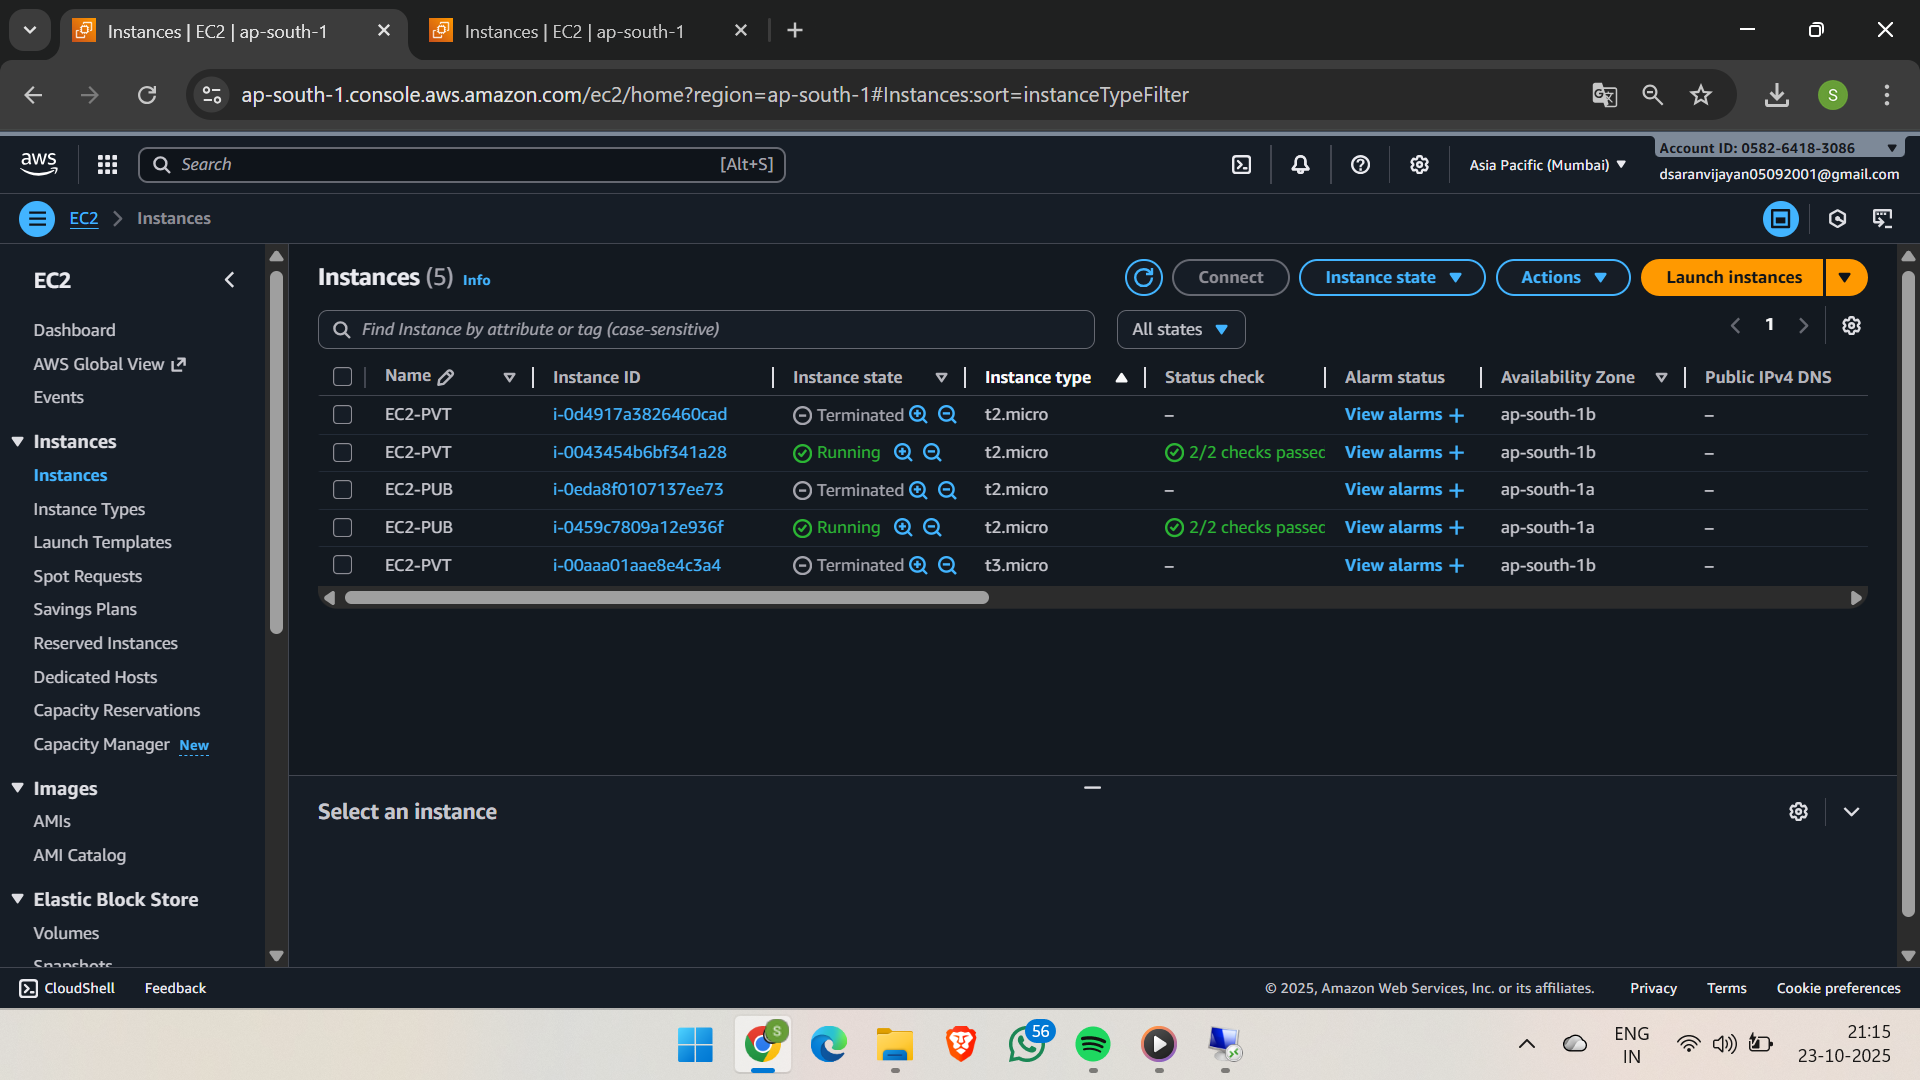 Instances | EC2 | ap-south-1
Instances | EC2 | ap-south-1
ap-south-1.console.aws.amazon.com/ec2/home?region=ap-south-1#Instances:sort=instanceTypeFilter
S
aws
Search
[Alt+S]
Asia Pacific (Mumbai)
Account ID: 0582-6418-3086
dsaranvijayan05092001@gmail.com
EC2
Instances
EC2
Dashboard
AWS Global View
Events
Instances
Instances
Instance Types
Launch Templates
Spot Requests
Savings Plans
Reserved Instances
Dedicated Hosts
Capacity Reservations
Capacity Manager New
Images
AMIs
AMI Catalog
Elastic Block Store
Volumes
Snapshots
Instances (5) Info
Connect
Instance state
Actions
Launch instances
Find Instance by attribute or tag (case-sensitive)
All states
1
Name Instance ID Instance state Instance type Status check Alarm status Availability Zone Public IPv4 DNS
EC2-PVT i-0d4917a3826460cad Terminated t2.micro – View alarms + ap-south-1b –
EC2-PVT i-0043454b6bf341a28 Running t2.micro 2/2 checks passed View alarms + ap-south-1b –
EC2-PUB i-0eda8f0107137ee73 Terminated t2.micro – View alarms + ap-south-1a –
EC2-PUB i-0459c7809a12e936f Running t2.micro 2/2 checks passed View alarms + ap-south-1a –
EC2-PVT i-00aaa01aae8e4c3a4 Terminated t3.micro – View alarms + ap-south-1b –
Select an instance
CloudShell
Feedback
© 2025, Amazon Web Services, Inc. or its affiliates.
Privacy
Terms
Cookie preferences
S
56
ENG
IN
21:15
23-10-2025